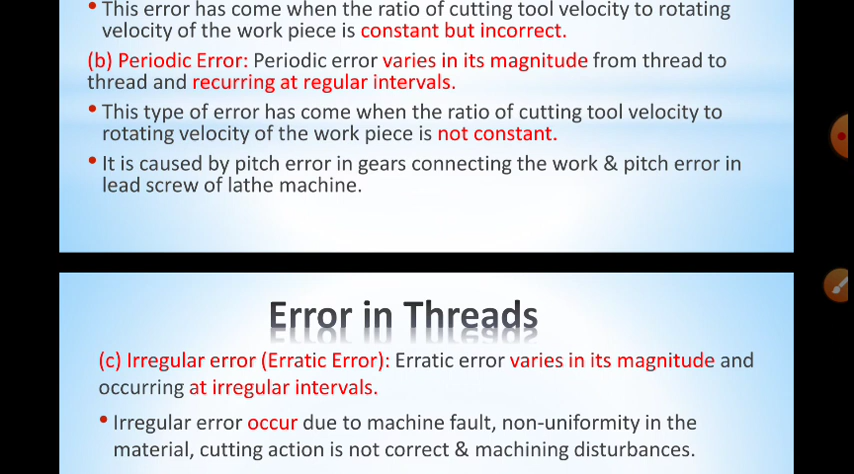 • This error has come when the ratio of cutting tool velocity to rotating
velocity of the work piece is constant but incorrect.
(b) Periodic Error: Periodic error varies in its magnitude from thread to
thread and recurring at regular intervals.
• This type of error has come when the ratio of cutting tool velocity to
rotating velocity of the work piece is not constant.
• It is caused by pitch error in gears connecting the work & pitch error in
lead screw of lathe machine.
Error in Threads
(c) Irregular error (Erratic Error): Erratic error varies in its magnitude and
occurring at irregular intervals.
• Irregular error occur due to machine fault, non-uniformity in the
material, cutting action is not correct & machining disturbances.